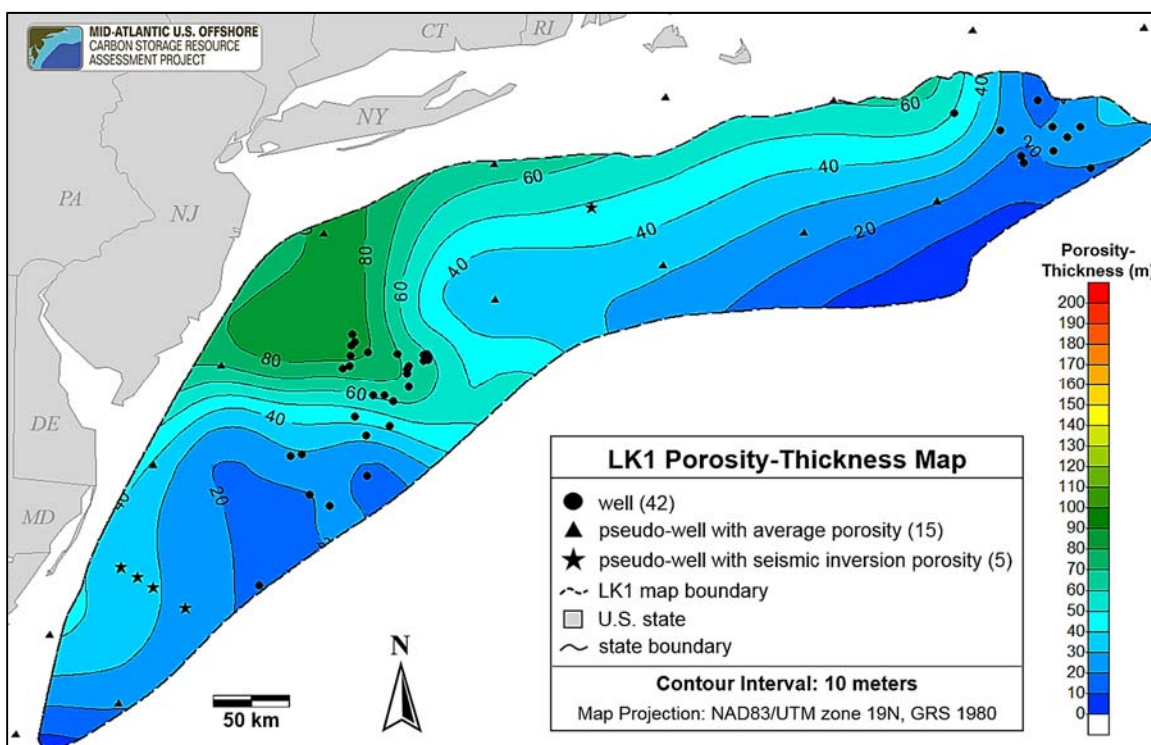 MID-ATLANTIC U.S. OFFSHORE
CARBON STORAGE RESOURCE
ASSESSMENT PROJECT
CT
RI
NY
PA
NJ
DE
MD
60
40
60
40
20
40
20
40
80
60
60
40
80
60
40
20
40
Porosity-
Thickness (m)
200
190
180
170
160
150
140
130
120
110
100
90
80
70
60
50
40
30
20
10
0
LK1 Porosity-Thickness Map
well (42)
pseudo-well with average porosity (15)
pseudo-well with seismic inversion porosity (5)
LK1 map boundary
U.S. state
state boundary
Contour Interval: 10 meters
Map Projection: NAD83/UTM zone 19N, GRS 1980
N
50 km